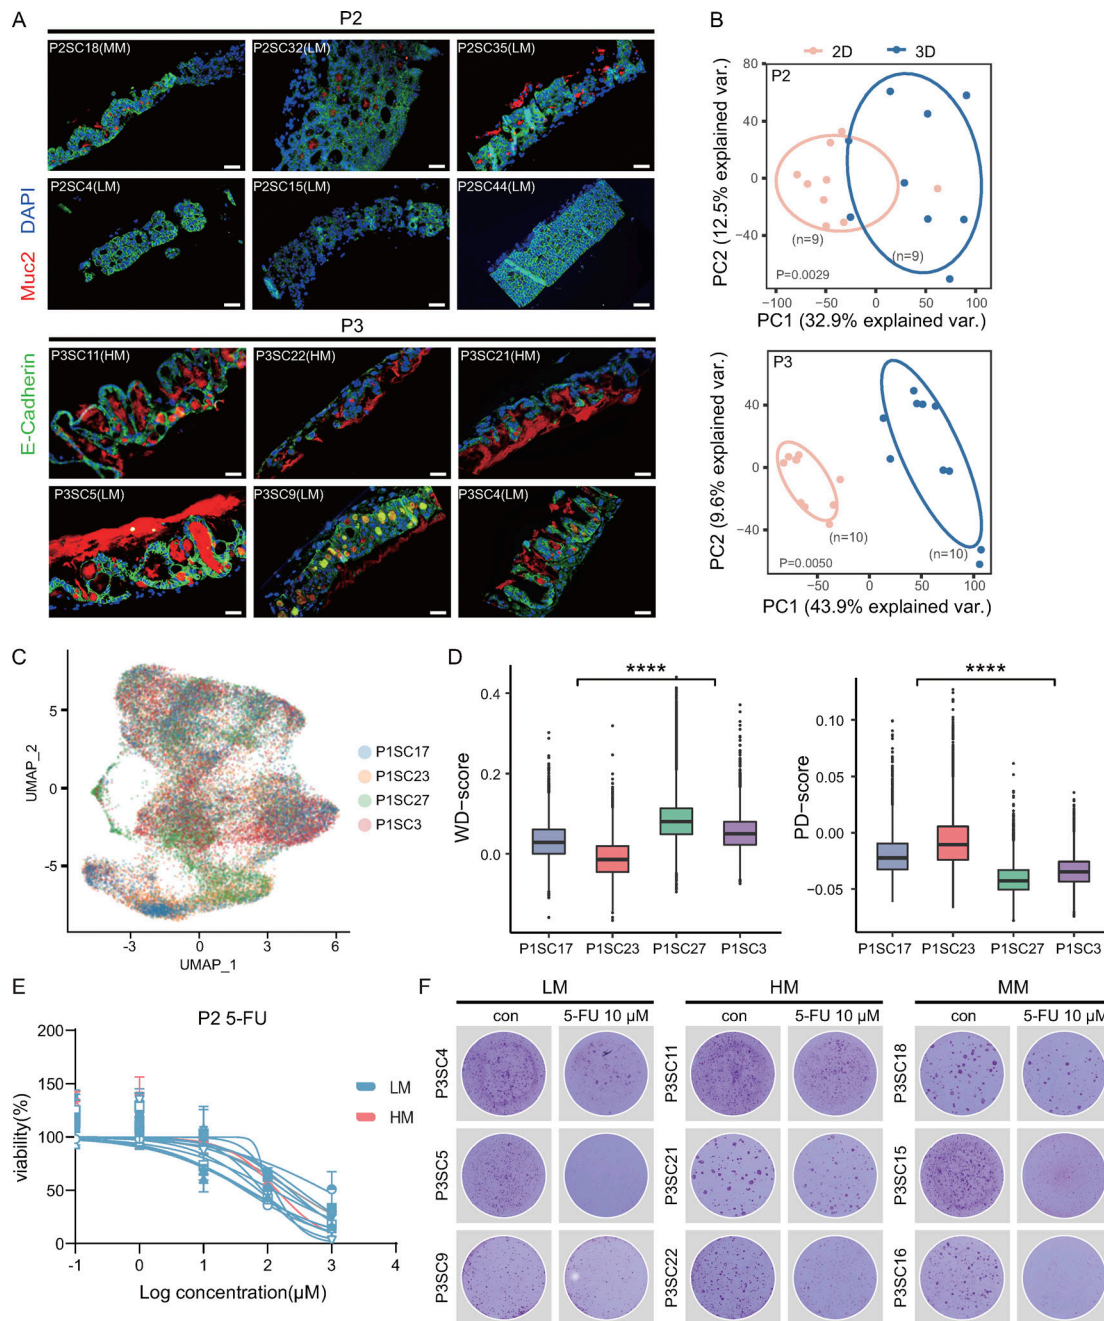 A
P2
P2SC18(MM)
P2SC32(LM)
P2SC35(LM)
P2SC4(LM)
P2SC15(LM)
P2SC44(LM)
P3
P3SC11(HM)
P3SC22(HM)
P3SC21(HM)
P3SC5(LM)
P3SC9(LM)
P3SC4(LM)
E-Cadherin Muc2 DAPI
B
2D 3D
P2
80
40
0
−40
(n=9)
(n=9)
P=0.0029
−100 −50 0 50 100
PC2 (12.5% explained var.)
PC1 (32.9% explained var.)
P3
40
0
−40
(n=10)
(n=10)
P=0.0050
−50 0 50 100
PC2 (9.6% explained var.)
PC1 (43.9% explained var.)
C
5
0
-5
-3 0 3 6
UMAP_2
UMAP_1
P1SC17
P1SC23
P1SC27
P1SC3
D
****
0.4
0.2
0.0
WD−score
P1SC17 P1SC23 P1SC27 P1SC3
****
0.10
0.05
0.00
−0.05
PD−score
P1SC17 P1SC23 P1SC27 P1SC3
E
P2 5-FU
200
150
100
50
0
-1 0 1 2 3 4
viability(%)
Log concentration(µM)
LM
HM
F
LM HM MM
con 5-FU 10 µM con 5-FU 10 µM con 5-FU 10 µM
P3SC4 P3SC11 P3SC18
P3SC5 P3SC21 P3SC15
P3SC9 P3SC22 P3SC16